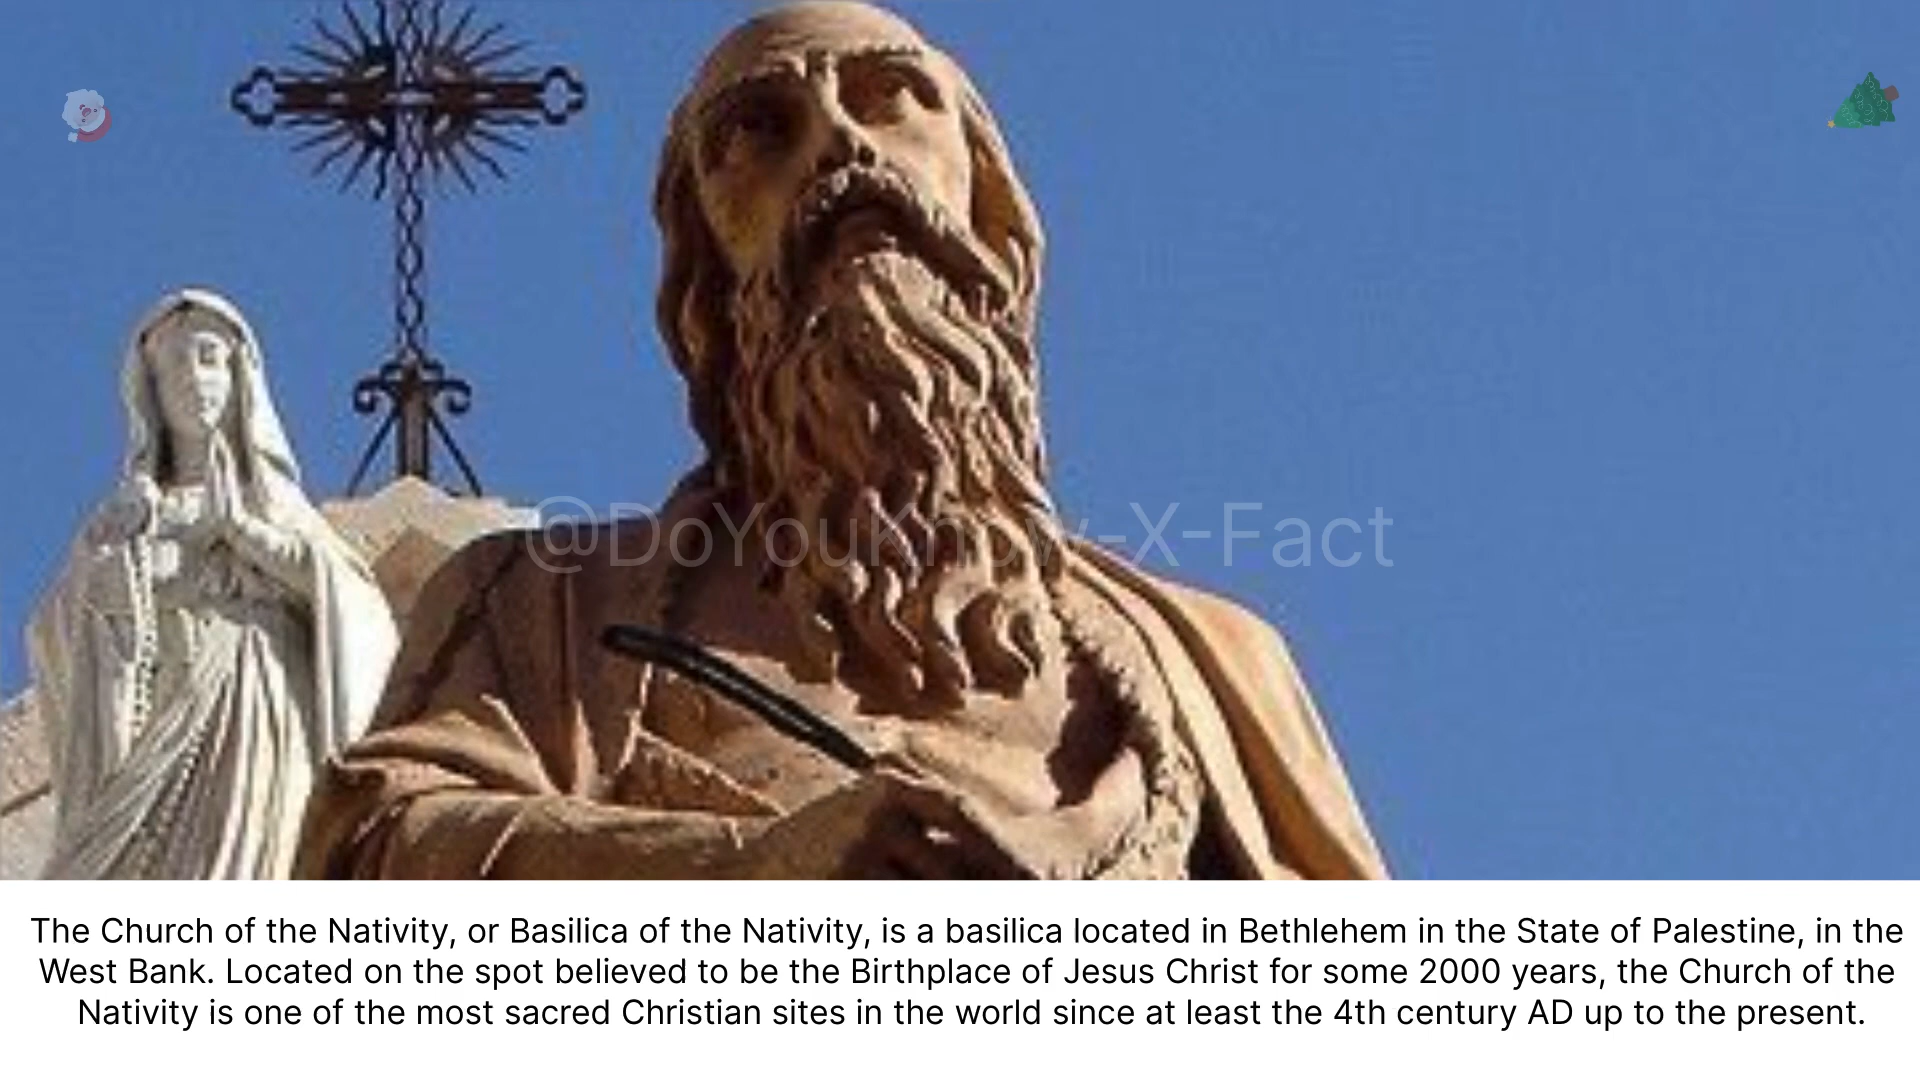 @DoYouKnow-X-Fact
The Church of the Nativity, or Basilica of the Nativity, is a basilica located in Bethlehem in the State of Palestine, in the
West Bank. Located on the spot believed to be the Birthplace of Jesus Christ for some 2000 years, the Church of the
Nativity is one of the most sacred Christian sites in the world since at least the 4th century AD up to the present.